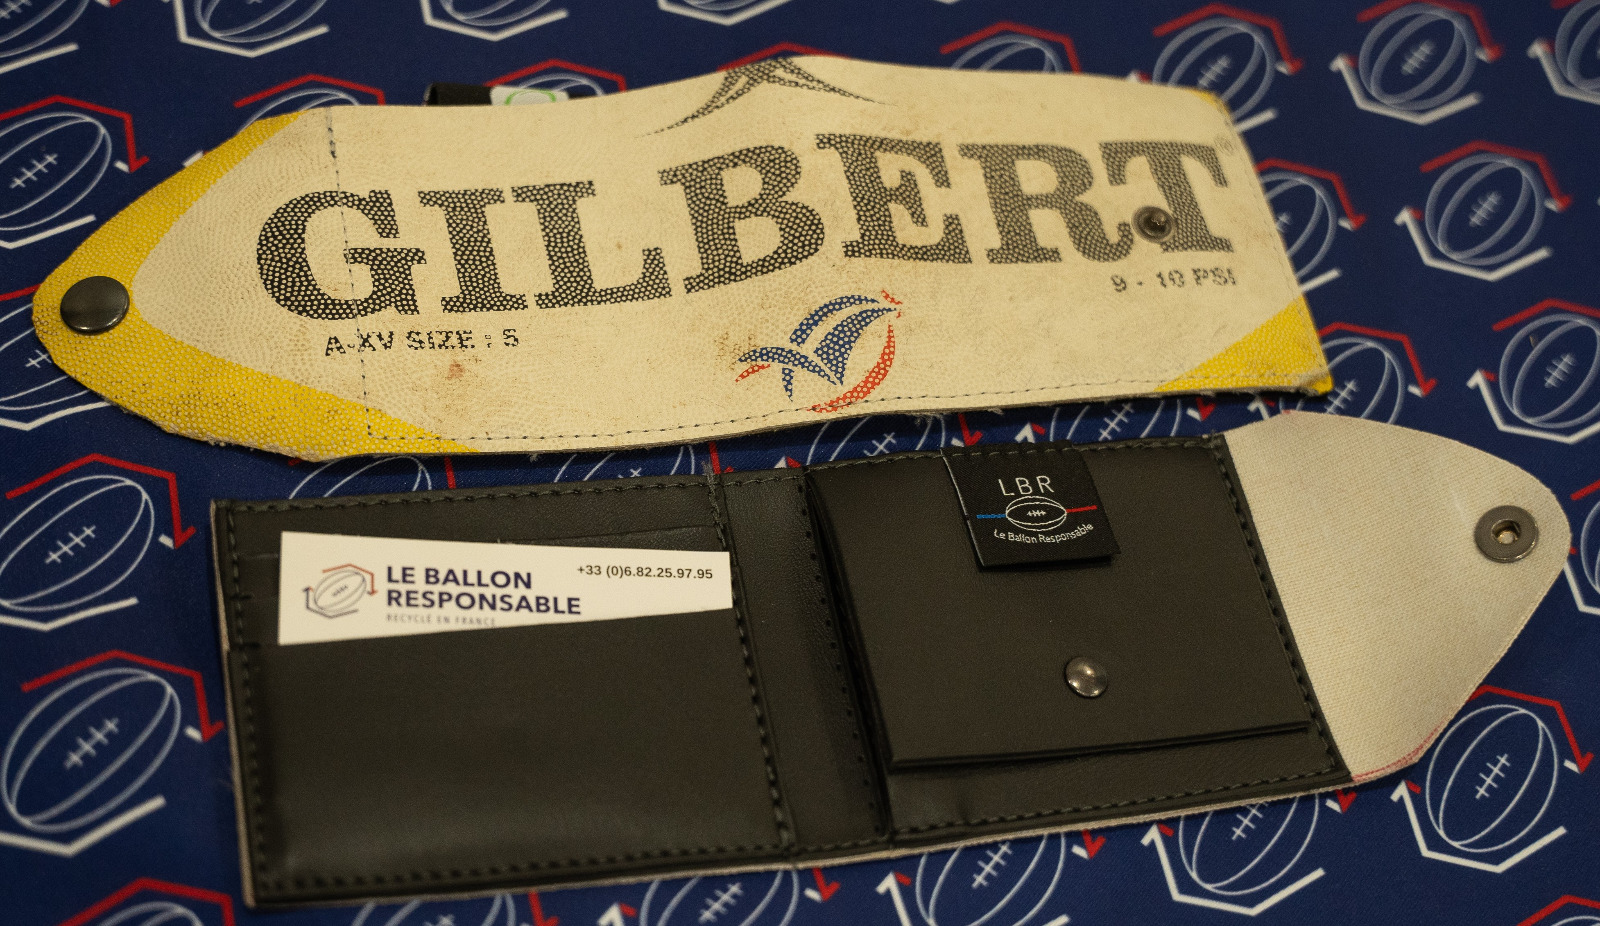 GILBERT
®
9 - 10 PSI
A-XV SIZE : 5
LBR
Le Ballon Responsable
LE BALLON
RESPONSABLE
RECYCLÉ EN FRANCE
+33 (0)6.82.25.97.95